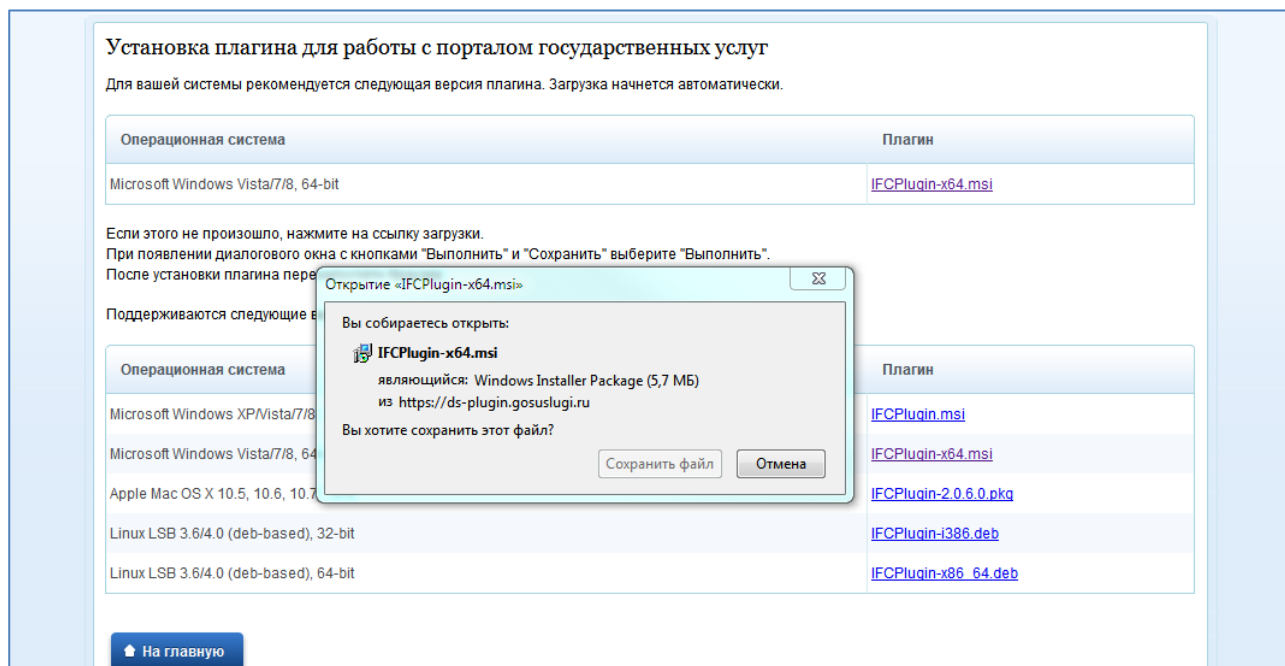 Установка плагина для работы с порталом государственных услуг
Для вашей системы рекомендуется следующая версия плагина. Загрузка начнется автоматически.
Операционная система Плагин
Microsoft Windows Vista/7/8, 64-bit IFCPlugin-x64.msi
Если этого не произошло, нажмите на ссылку загрузки.
При появлении диалогового окна с кнопками "Выполнить" и "Сохранить" выберите "Выполнить".
После установки плагина
Поддерживаются следующие
Открытие «IFCPlugin-x64.msi»
Вы собираетесь открыть:
IFCPlugin-x64.msi
являющийся: Windows Installer Package (5,7 МБ)
из https://ds-plugin.gosuslugi.ru
Вы хотите сохранить этот файл?
Сохранить файл Отмена
Операционная система Плагин
Microsoft Windows XP/Vista/7/8 IFCPlugin.msi
Microsoft Windows Vista/7/8, 64 IFCPlugin-x64.msi
Apple Mac OS X 10.5, 10.6, 10.7 IFCPlugin-2.0.6.0.pkg
Linux LSB 3.6/4.0 (deb-based), 32-bit IFCPlugin-i386.deb
Linux LSB 3.6/4.0 (deb-based), 64-bit IFCPlugin-x86_64.deb
На главную